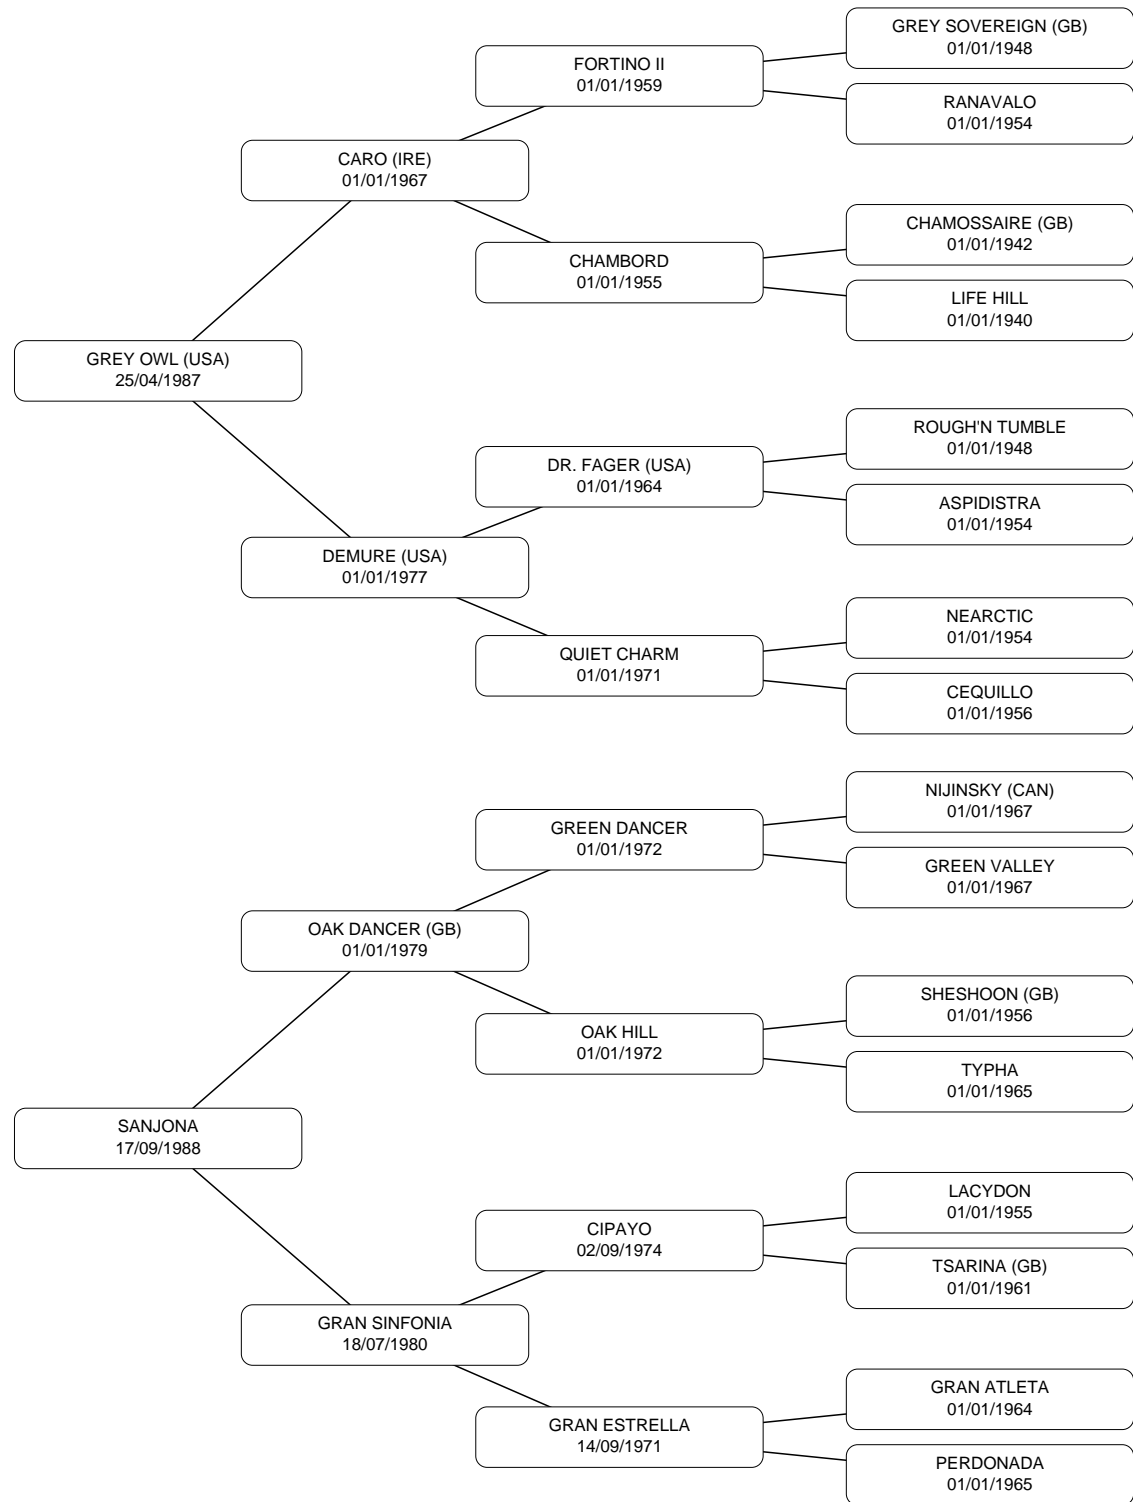 GREY SOVEREIGN (GB)
01/01/1948
FORTINO II
01/01/1959
RANAVALO
01/01/1954
CARO (IRE)
01/01/1967
CHAMOSSAIRE (GB)
01/01/1942
CHAMBORD
01/01/1955
LIFE HILL
01/01/1940
GREY OWL (USA)
25/04/1987
ROUGH'N TUMBLE
01/01/1948
DR. FAGER (USA)
01/01/1964
ASPIDISTRA
01/01/1954
DEMURE (USA)
01/01/1977
NEARCTIC
01/01/1954
QUIET CHARM
01/01/1971
CEQUILLO
01/01/1956
NIJINSKY (CAN)
01/01/1967
GREEN DANCER
01/01/1972
GREEN VALLEY
01/01/1967
OAK DANCER (GB)
01/01/1979
SHESHOON (GB)
01/01/1956
OAK HILL
01/01/1972
TYPHA
01/01/1965
SANJONA
17/09/1988
LACYDON
01/01/1955
CIPAYO
02/09/1974
TSARINA (GB)
01/01/1961
GRAN SINFONIA
18/07/1980
GRAN ATLETA
01/01/1964
GRAN ESTRELLA
14/09/1971
PERDONADA
01/01/1965